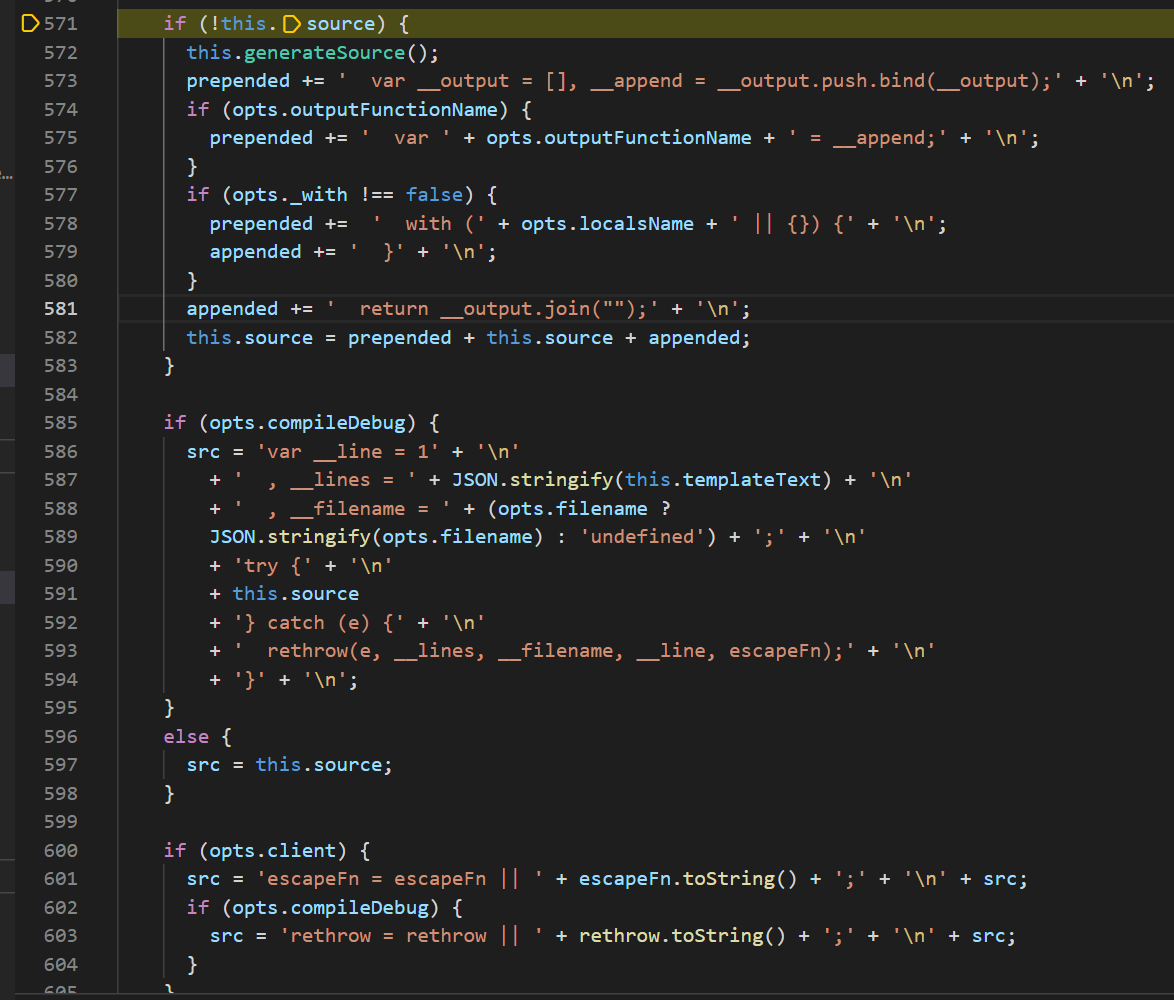 571 if (!this.source) {
572 this.generateSource();
573 prepended += '  var __output = [], __append = __output.push.bind(__output);' + '\n';
574 if (opts.outputFunctionName) {
575 prepended += '  var ' + opts.outputFunctionName + ' = __append;' + '\n';
576 }
577 if (opts._with !== false) {
578 prepended +=  '  with (' + opts.localsName + ' || {}) {' + '\n';
579 appended += '  }' + '\n';
580 }
581 appended += '  return __output.join("");' + '\n';
582 this.source = prepended + this.source + appended;
583 }
584
585 if (opts.compileDebug) {
586 src = 'var __line = 1' + '\n'
587 + '  , __lines = ' + JSON.stringify(this.templateText) + '\n'
588 + '  , __filename = ' + (opts.filename ?
589 JSON.stringify(opts.filename) : 'undefined') + ';' + '\n'
590 + 'try {' + '\n'
591 + this.source
592 + '} catch (e) {' + '\n'
593 + '  rethrow(e, __lines, __filename, __line, escapeFn);' + '\n'
594 + '}' + '\n';
595 }
596 else {
597 src = this.source;
598 }
599
600 if (opts.client) {
601 src = 'escapeFn = escapeFn || ' + escapeFn.toString() + ';' + '\n' + src;
602 if (opts.compileDebug) {
603 src = 'rethrow = rethrow || ' + rethrow.toString() + ';' + '\n' + src;
604 }
605 }